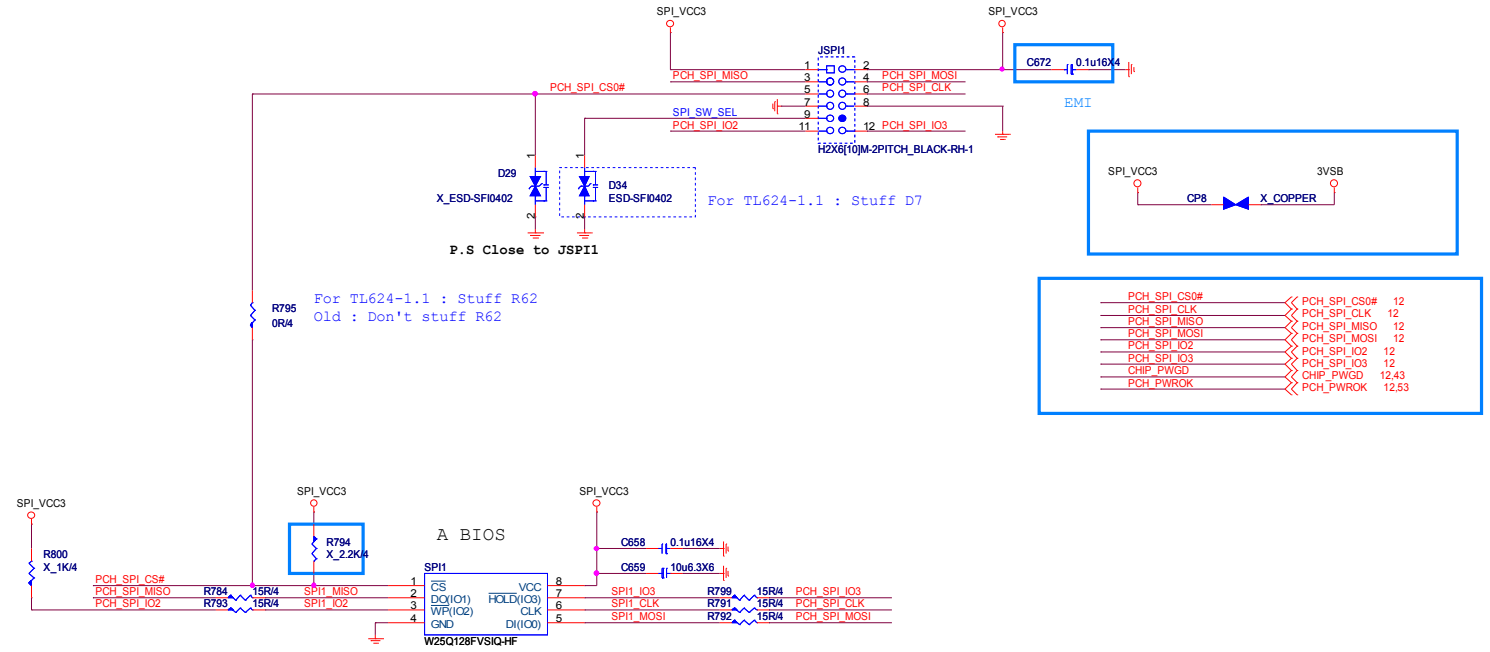 SPI_VCC3
SPI_VCC3
JSPI1
C672
0.1u16X4
1
2
PCH_SPI_MISO
3
4
PCH_SPI_MOSI
PCH_SPI_CS0#
5
6
PCH_SPI_CLK
7
8
EMI
SPI_SW_SEL
9
PCH_SPI_IO2
11
12
PCH_SPI_IO3
H2X6[10]M-2PITCH_BLACK-RH-1
1
1
D29
X_ESD-SFI0402
D34
ESD-SFI0402
For TL624-1.1 : Stuff D7
2
2
P.S Close to JSPI1
SPI_VCC3
3VSB
CP8
X_COPPER
R795
0R/4
For TL624-1.1 : Stuff R62
Old : Don't stuff R62
PCH_SPI_CS0#
PCH_SPI_CS0# 12
PCH_SPI_CLK
PCH_SPI_CLK 12
PCH_SPI_MISO
PCH_SPI_MISO 12
PCH_SPI_MOSI
PCH_SPI_MOSI 12
PCH_SPI_IO2
PCH_SPI_IO2 12
PCH_SPI_IO3
PCH_SPI_IO3 12
CHIP_PWGD
CHIP_PWGD 12,43
PCH_PWROK
PCH_PWROK 12,53
SPI_VCC3
SPI_VCC3
SPI_VCC3
R800
X_1K/4
R794
X_2.2K/4
A BIOS
C658
0.1u16X4
C659
10u6.3X6
SPI1
PCH_SPI_CS#
1
CS
VCC
8
PCH_SPI_MISO
R784
15R/4
SPI1_MISO
2
DO(IO1)
HOLD(IO3)
7
SPI1_IO3
R799
15R/4
PCH_SPI_IO3
PCH_SPI_IO2
R793
15R/4
SPI1_IO2
3
WP(IO2)
CLK
6
SPI1_CLK
R791
15R/4
PCH_SPI_CLK
4
GND
DI(IO0)
5
SPI1_MOSI
R792
15R/4
PCH_SPI_MOSI
W25Q128FVSIQ-HF